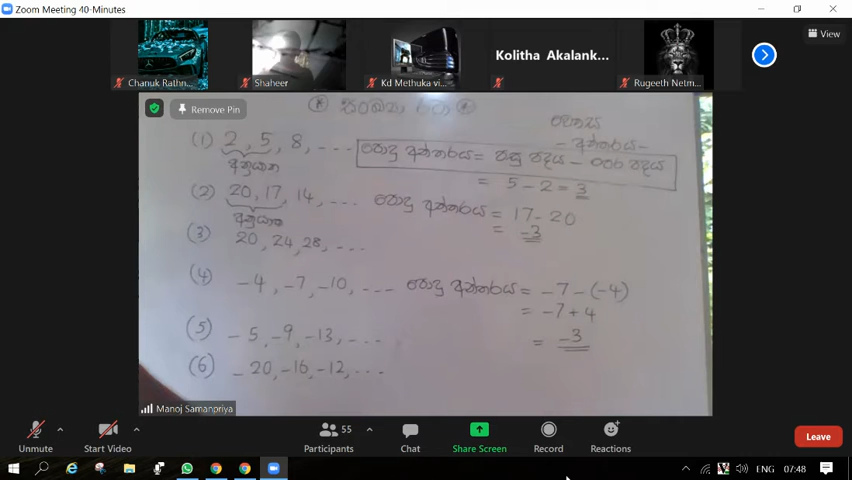 Zoom Meeting 40-Minutes
View
Kolitha Akalank...
Chanuk Rathn...
Shaheer
Kd Methuka vi...
Rugeeth Netm...
Remove Pin
වෙනස
- අන්තරය -
(1) 2, 5, 8, .... පොදු අන්තරය = පසු පදය - පෙර පදය
අනුයාත
= 5 - 2 = 3
(2) 20, 17, 14, .... පොදු අන්තරය = 17 - 20
අනුයාත
= -3
(3) 20, 24, 28, ....
(4) -4, -7, -10, .... පොදු අන්තරය = -7 - (-4)
= -7 + 4
(5) -5, -9, -13, ....
= -3
(6) -20, -16, -12, ....
Manoj Samanpriya
Unmute
Start Video
55
Participants
Chat
Share Screen
Record
Reactions
Leave
ENG 07:48